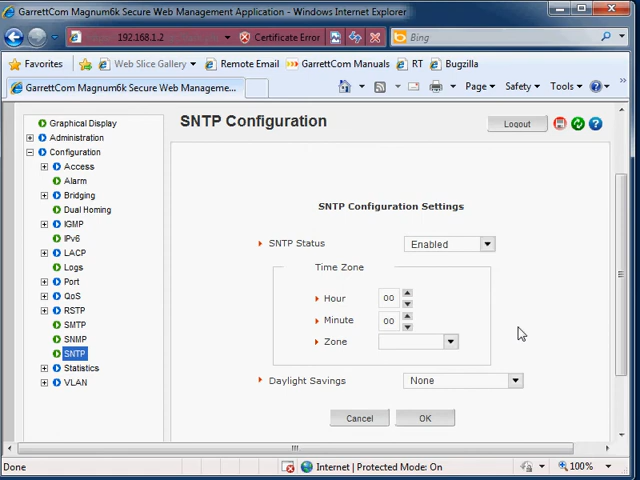 GarrettCom Magnum6k Secure Web Management Application - Windows Internet Explorer
192.168.1.2
Certificate Error
Bing
Favorites
Web Slice Gallery
Remote Email
GarrettCom Manuals
RT
Bugzilla
GarrettCom Magnum6k Secure Web Manageme...
Page
Safety
Tools
Graphical Display
Administration
Configuration
Access
Alarm
Bridging
Dual Homing
IGMP
IPv6
LACP
Logs
Port
QoS
RSTP
SMTP
SNMP
SNTP
Statistics
VLAN
SNTP Configuration
Logout
SNTP Configuration Settings
SNTP Status
Enabled
Time Zone
Hour
00
Minute
00
Zone
Daylight Savings
None
Cancel
OK
Done
Internet | Protected Mode: On
100%